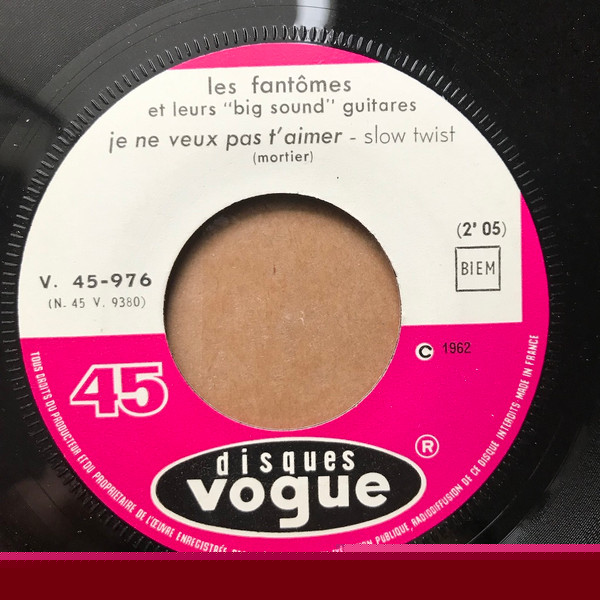 les fantômes
et leurs "big sound" guitares
je ne veux pas t'aimer - slow twist
(mortier)
(2' 05)
BIEM
V. 45-976
(N. 45 V. 9380)
© 1962
45
disques
vogue
®
TOUS DROITS DU PRODUCTEUR ET DU PROPRIETAIRE DE L'ŒUVRE ENREGISTRÉE
PUBLIQUE, RADIODIFFUSION DE CE DISQUE INTERDITS MADE IN FRANCE